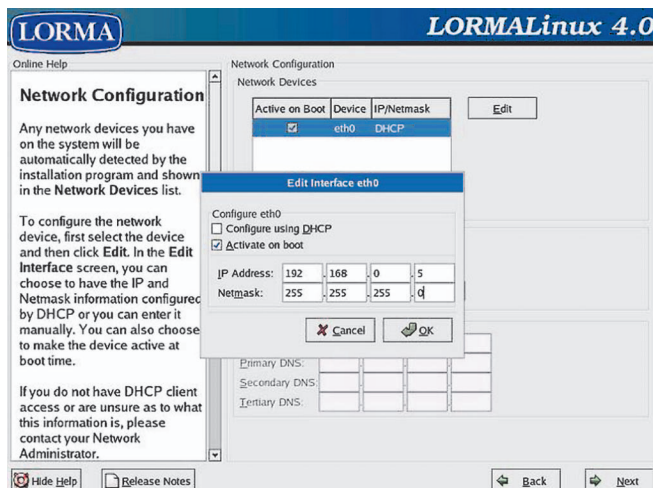 LORMA
LORMALinux 4.0
Online Help
Network Configuration
Any network devices you have
on the system will be
automatically detected by the
installation program and shown
in the Network Devices list.
To configure the network
device, first select the device
and then click Edit. In the Edit
Interface screen, you can
choose to have the IP and
Netmask information configured
by DHCP or you can enter it
manually. You can also choose
to make the device active at
boot time.
If you do not have DHCP client
access or are unsure as to what
this information is, please
contact your Network
Administrator.
Network Configuration
Network Devices
Active on Boot Device IP/Netmask
eth0 DHCP
Edit
Edit Interface eth0
Configure eth0
Configure using DHCP
Activate on boot
IP Address: 192 . 168 . 0 . 5
Netmask: 255 . 255 . 255 . 0
Cancel OK
Primary DNS:
Secondary DNS:
Tertiary DNS:
Hide Help Release Notes Back Next